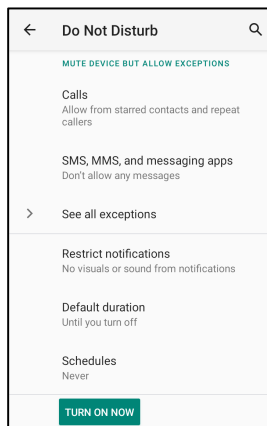 Do Not Disturb
MUTE DEVICE BUT ALLOW EXCEPTIONS
Calls
Allow from starred contacts and repeat
callers
SMS, MMS, and messaging apps
Don't allow any messages
See all exceptions
Restrict notifications
No visuals or sound from notifications
Default duration
Until you turn off
Schedules
Never
TURN ON NOW